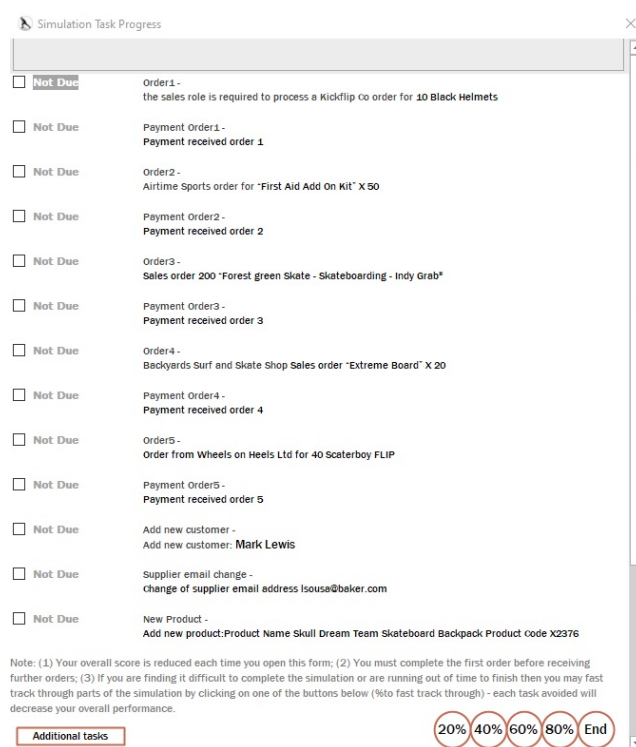 Simulation Task Progress
Not Due
Order1 -
the sales role is required to process a Kickflip Co order for 10 Black Helmets
Not Due
Payment Order1 -
Payment received order 1
Not Due
Order2 -
Airtime Sports order for "First Aid Add On Kit" X 50
Not Due
Payment Order2 -
Payment received order 2
Not Due
Order3 -
Sales order 200 "Forest green Skate - Skateboarding - Indy Grab"
Not Due
Payment Order3 -
Payment received order 3
Not Due
Order4 -
Backyards Surf and Skate Shop Sales order "Extreme Board" X 20
Not Due
Payment Order4 -
Payment received order 4
Not Due
Order5 -
Order from Wheels on Heels Ltd for 40 Scaterboy FLIP
Not Due
Payment Order5 -
Payment received order 5
Not Due
Add new customer -
Add new customer: Mark Lewis
Not Due
Supplier email change -
Change of supplier email address lsousa@baker.com
Not Due
New Product -
Add new product:Product Name Skull Dream Team Skateboard Backpack Product Code X2376
Note: (1) Your overall score is reduced each time you open this form; (2) You must complete the first order before receiving
further orders; (3) If you are finding it difficult to complete the simulation or are running out of time to finish then you may fast
track through parts of the simulation by clicking on one of the buttons below (%to fast track through) - each task avoided will
decrease your overall performance.
Additional tasks
20% 40% 60% 80% End